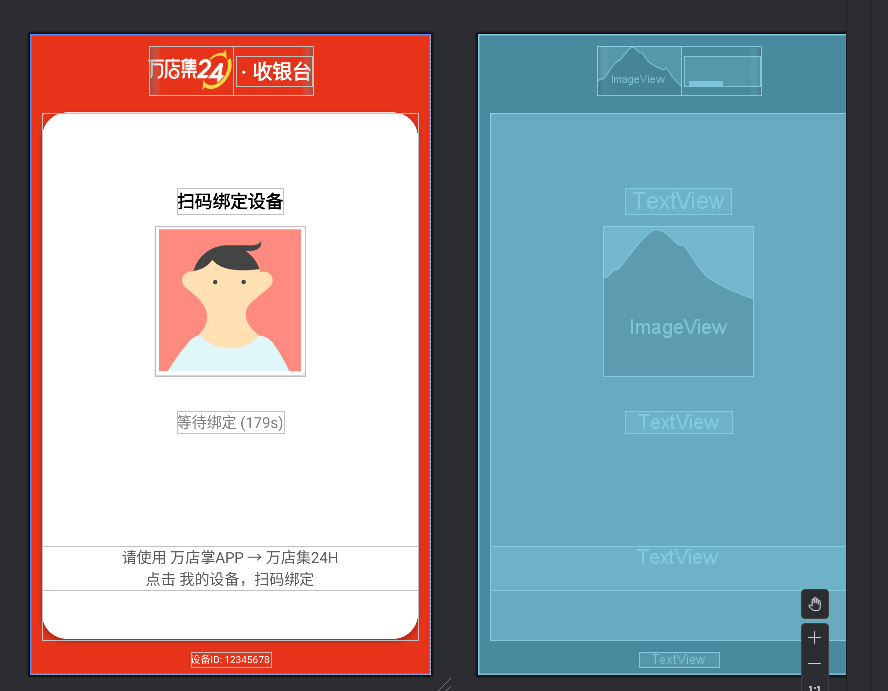 万店集24
· 收银台
扫码绑定设备
等待绑定 (179s)
请使用 万店掌APP → 万店集24H
点击 我的设备，扫码绑定
设备ID: 12345678
ImageView
TextView
ImageView
TextView
TextView
TextView